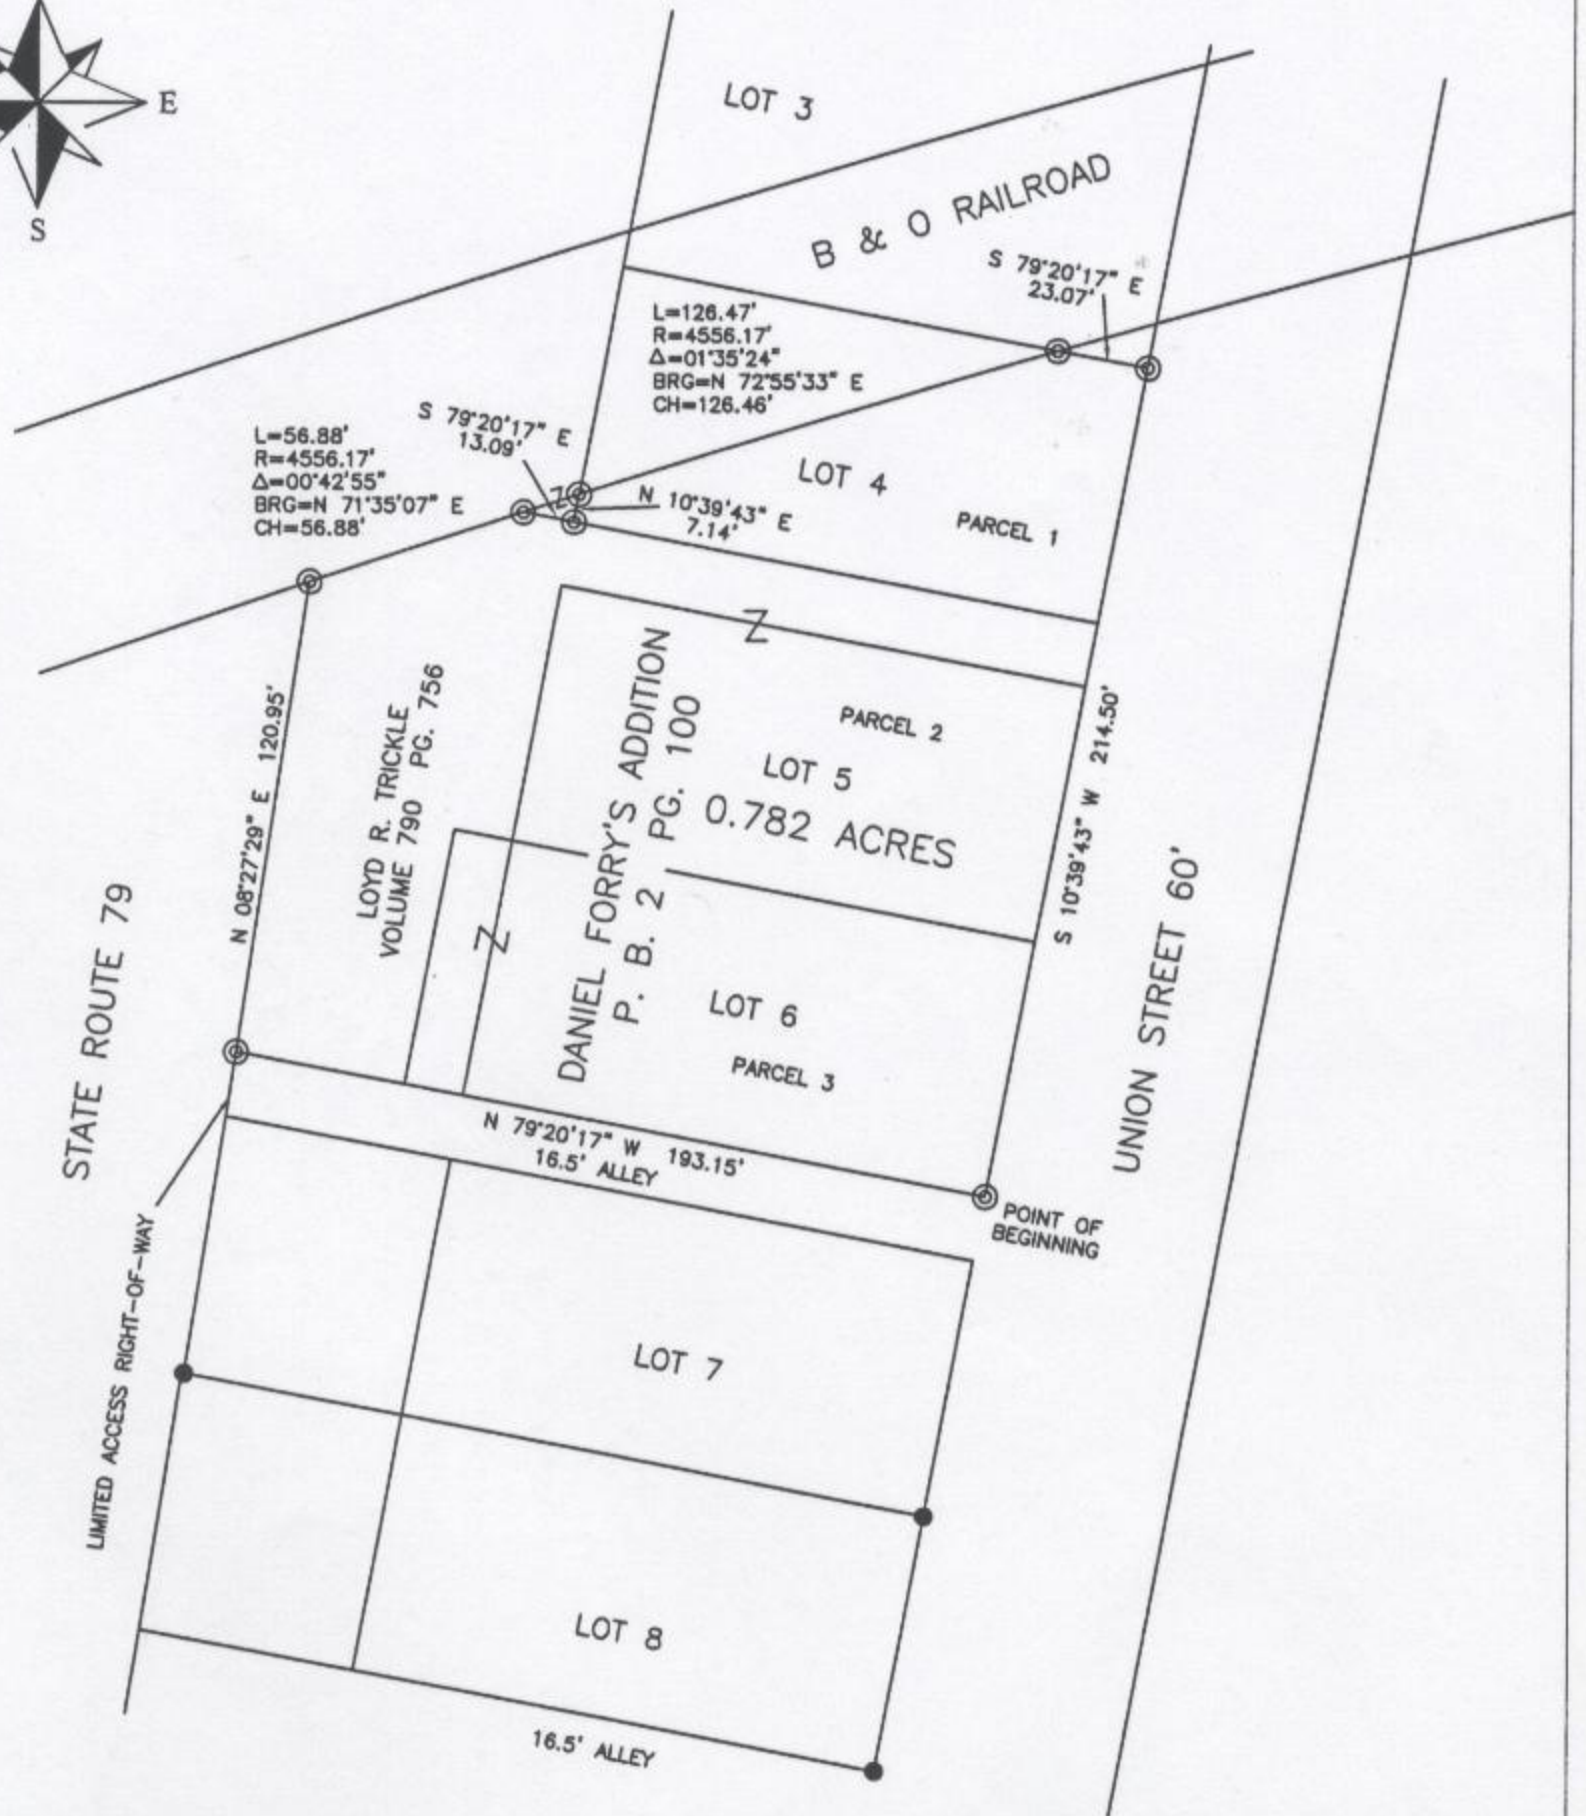 E
S
LOT 3
B & O RAILROAD
S 79°20'17" E
23.07'
L=126.47'
R=4556.17'
Δ=01°35'24"
BRG=N 72°55'33" E
CH=126.46'
S 79°20'17" E
13.09'
L=56.88'
R=4556.17'
Δ=00°42'55"
BRG=N 71°35'07" E
CH=56.88'
LOT 4
Z
N 10°39'43" E
7.14'
PARCEL 1
Z
N 08°27'29" E 120.95'
LOYD R. TRICKLE
VOLUME 790 PG. 756
DANIEL FORRY'S ADDITION
P. B. 2 PG. 100
PARCEL 2
LOT 5
0.782 ACRES
S 10°39'43" W 214.50'
UNION STREET 60'
STATE ROUTE 79
Z
LOT 6
PARCEL 3
N 79°20'17" W 193.15'
16.5' ALLEY
POINT OF
BEGINNING
LIMITED ACCESS RIGHT-OF-WAY
LOT 7
LOT 8
16.5' ALLEY